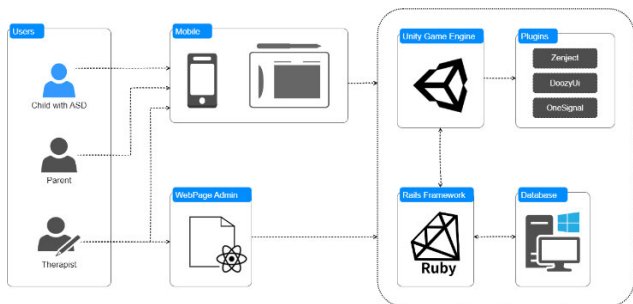 Users
Child with ASD
Parent
Therapist
Mobile
WebPage Admin
Unity Game Engine
Plugins
Zenject
DoozyUi
OneSignal
Rails Framework
Ruby
Database